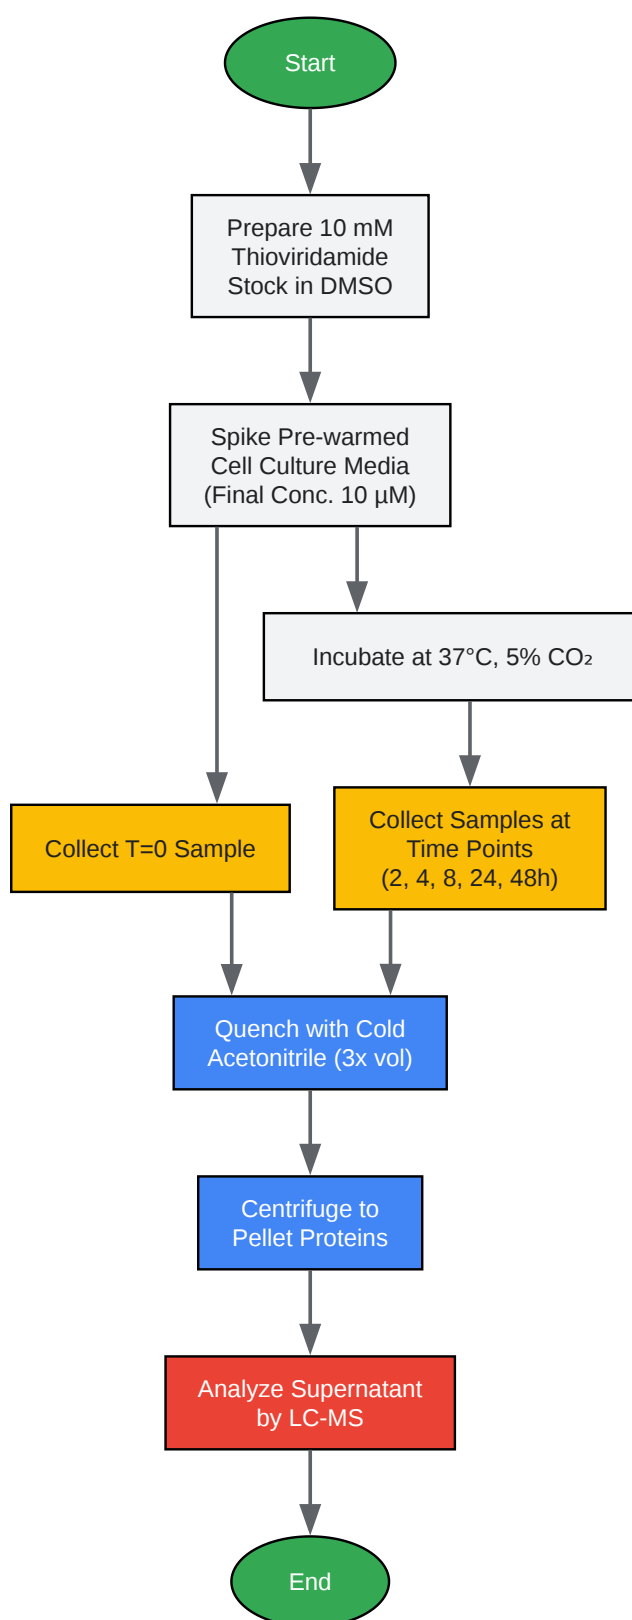 Start
Prepare 10 mM
Thioviridamide
Stock in DMSO
Spike Pre-warmed
Cell Culture Media
(Final Conc. 10 µM)
Incubate at 37°C, 5% CO₂
Collect T=0 Sample
Collect Samples at
Time Points
(2, 4, 8, 24, 48h)
Quench with Cold
Acetonitrile (3x vol)
Centrifuge to
Pellet Proteins
Analyze Supernatant
by LC-MS
End